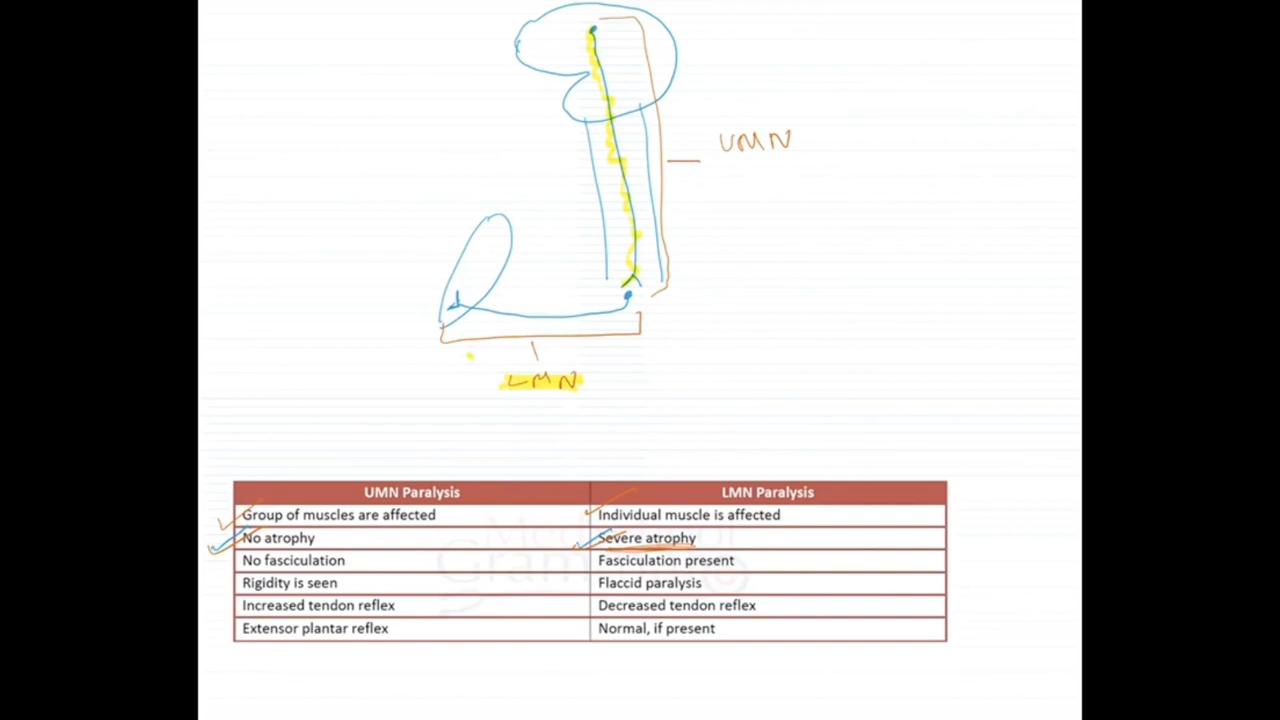 UMN
LMN
UMN Paralysis LMN Paralysis
Group of muscles are affected Individual muscle is affected
No atrophy Severe atrophy
No fasciculation Fasciculation present
Rigidity is seen Flaccid paralysis
Increased tendon reflex Decreased tendon reflex
Extensor plantar reflex Normal, if present